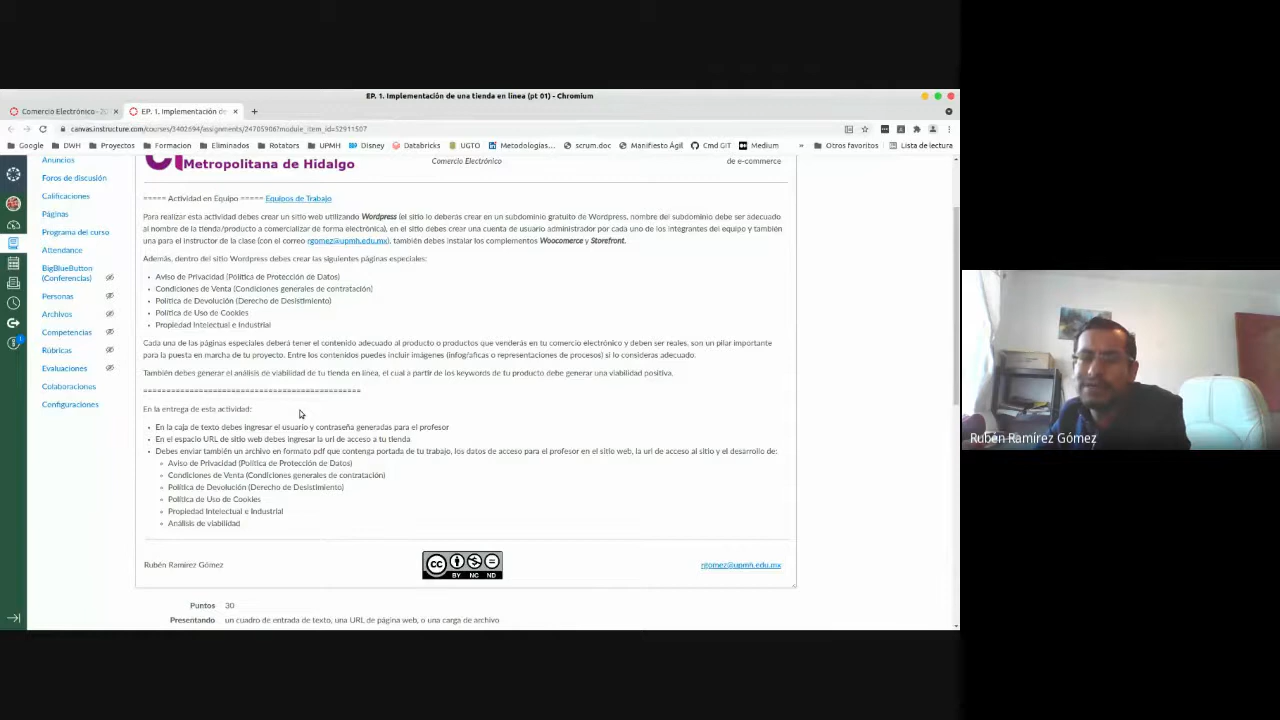 EP. 1. Implementación de una tienda en línea (pt 01) - Chromium
Comercio Electrónico - 20
EP. 1. Implementación de
canvas.instructure.com/courses/3402694/assignments/24705906?module_item_id=52911507
Google
DWH
Proyectos
Formacion
Eliminados
Rotators
UPMH
Disney
Databricks
UGTO
Metodologías...
scrum.doc
Manifiesto Ágil
Cmd GIT
Medium
»
Otros favoritos
Lista de lectura
Anuncios
Foros de discusión
Calificaciones
Páginas
Programa del curso
Attendance
BigBlueButton
(Conferencias)
Personas
Archivos
Competencias
Rúbricas
Evaluaciones
Colaboraciones
Configuraciones
Metropolitana de Hidalgo
Comercio Electrónico
de e-commerce
===== Actividad en Equipo ===== Equipos de Trabajo
Para realizar esta actividad debes crear un sitio web utilizando Wordpress (el sitio lo deberás crear en un subdominio gratuito de Wordpress, nombre del subdominio debe ser adecuado
al nombre de la tienda/producto a comercializar de forma electrónica), en el sitio debes crear una cuenta de usuario administrador por cada uno de los integrantes del equipo y también
una para el instructor de la clase (con el correo rgomez@upmh.edu.mx), también debes instalar los complementos Woocomerce y Storefront.
Además, dentro del sitio Wordpress debes crear las siguientes páginas especiales:
• Aviso de Privacidad (Política de Protección de Datos)
• Condiciones de Venta (Condiciones generales de contratación)
• Política de Devolución (Derecho de Desistimiento)
• Política de Uso de Cookies
• Propiedad Intelectual e Industrial
Cada una de las páginas especiales deberá tener el contenido adecuado al producto o productos que venderás en tu comercio electrónico y deben ser reales, son un pilar importante
para la puesta en marcha de tu proyecto. Entre los contenidos puedes incluir imágenes (infografícas o representaciones de procesos) si lo consideras adecuado.
También debes generar el análisis de viabilidad de tu tienda en línea, el cual a partir de los keywords de tu producto debe generar una viabilidad positiva.
==============================================
En la entrega de esta actividad:
• En la caja de texto debes ingresar el usuario y contraseña generadas para el profesor
• En el espacio URL de sitio web debes ingresar la url de acceso a tu tienda
• Debes enviar también un archivo en formato pdf que contenga portada de tu trabajo, los datos de acceso para el profesor en el sitio web, la url de acceso al sitio y el desarrollo de:
Aviso de Privacidad (Política de Protección de Datos)
Condiciones de Venta (Condiciones generales de contratación)
Política de Devolución (Derecho de Desistimiento)
Política de Uso de Cookies
Propiedad Intelectual e Industrial
Análisis de viabilidad
Rubén Ramírez Gómez
CC BY NC ND
rgomez@upmh.edu.mx
Puntos 30
Presentando un cuadro de entrada de texto, una URL de página web, o una carga de archivo
Rubén Ramírez Gómez